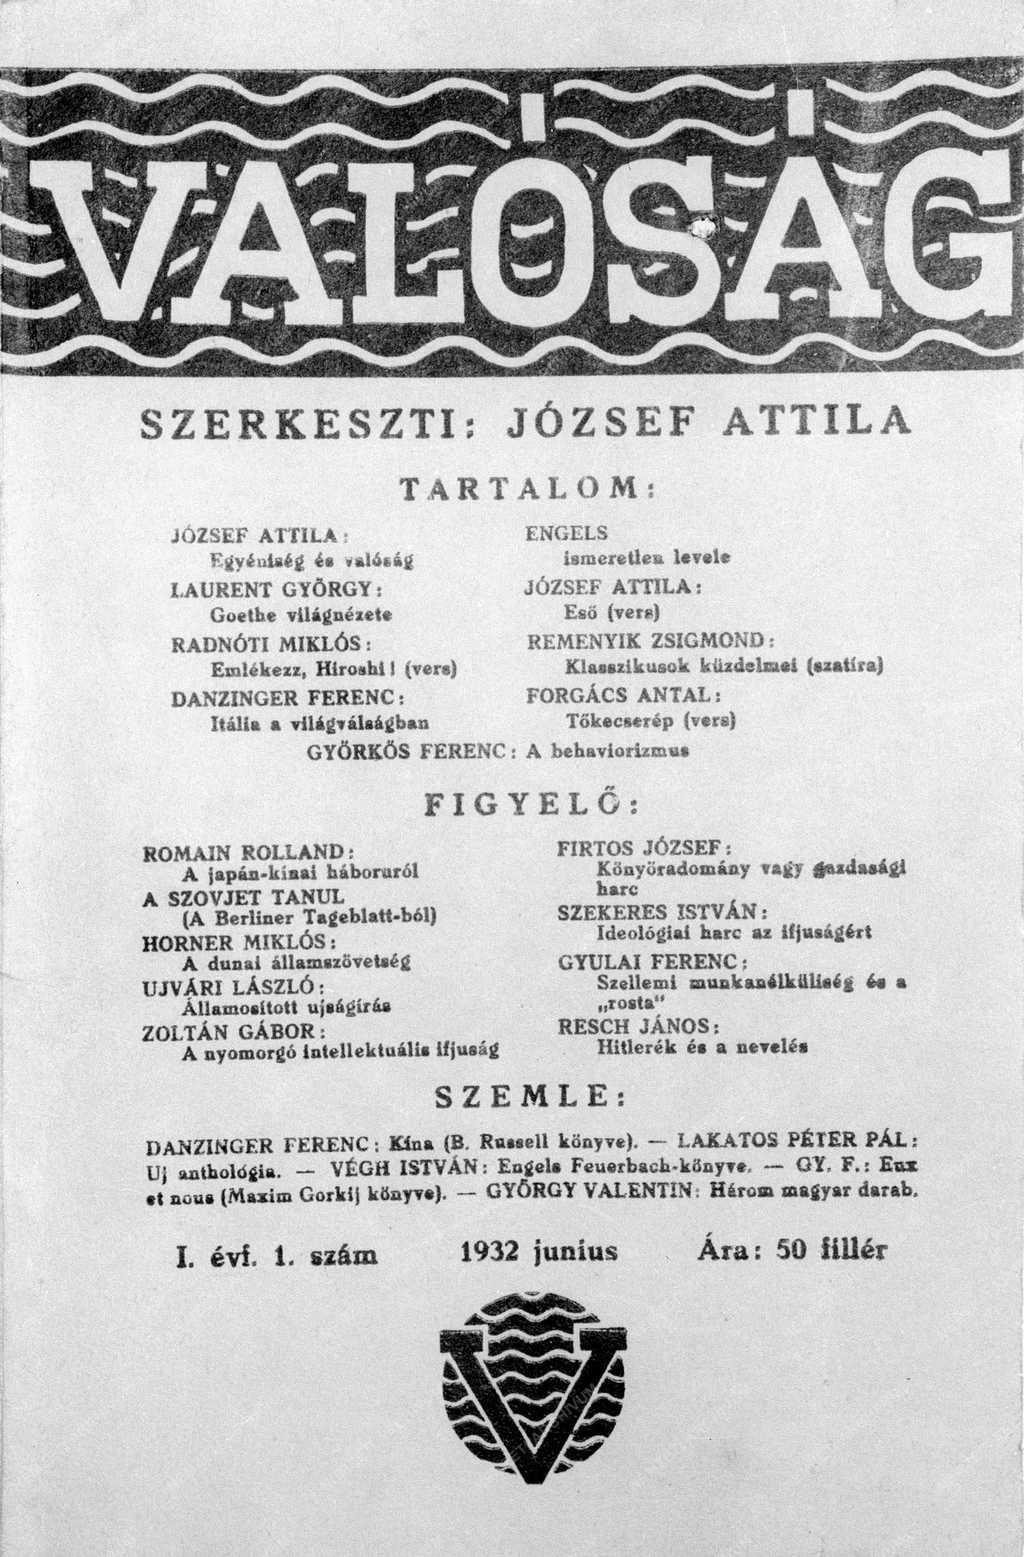 VALÓSÁG
SZERKESZTI: JÓZSEF ATTILA
TARTALOM:
JÓZSEF ATTILA:
Egyéniség és valóság
LAURENT GYÖRGY:
Goethe világnézete
RADNÓTI MIKLÓS:
Emlékezz, Hiroshi! (vers)
DANZINGER FERENC:
Itália a világválságban
ENGELS
ismeretlen levele
JÓZSEF ATTILA:
Eső (vers)
REMENYIK ZSIGMOND:
Klasszikusok küzdelmei (szatíra)
FORGÁCS ANTAL:
Tőkecserép (vers)
GYÖRKÖS FERENC: A behaviorizmus
FIGYELŐ:
ROMAIN ROLLAND:
A japán-kínai háboruról
A SZOVJET TANUL
(A Berliner Tageblatt-ból)
HORNER MIKLÓS:
A dunai államszövetség
UJVÁRI LÁSZLÓ:
Államosított ujságírás
ZOLTÁN GÁBOR:
A nyomorgó intellektuális ifjuság
FIRTOS JÓZSEF:
Könyöradomány vagy gazdasági
harc
SZEKERES ISTVÁN:
Ideológiai harc az ifjuságért
GYULAI FERENC:
Szellemi munkanélküliség és a
„rosta“
RESCH JÁNOS:
Hitlerék és a nevelés
SZEMLE:
DANZINGER FERENC: Kína (B. Russell könyve). — LAKATOS PÉTER PÁL:
Uj anthológia. — VÉGH ISTVÁN: Engels Feuerbach-könyve. — GY. F.: Eux
et nous (Maxim Gorkij könyve). — GYÖRGY VALENTIN: Három magyar darab.
I. évf. 1. szám 1932 junius Ára: 50 fillér
V